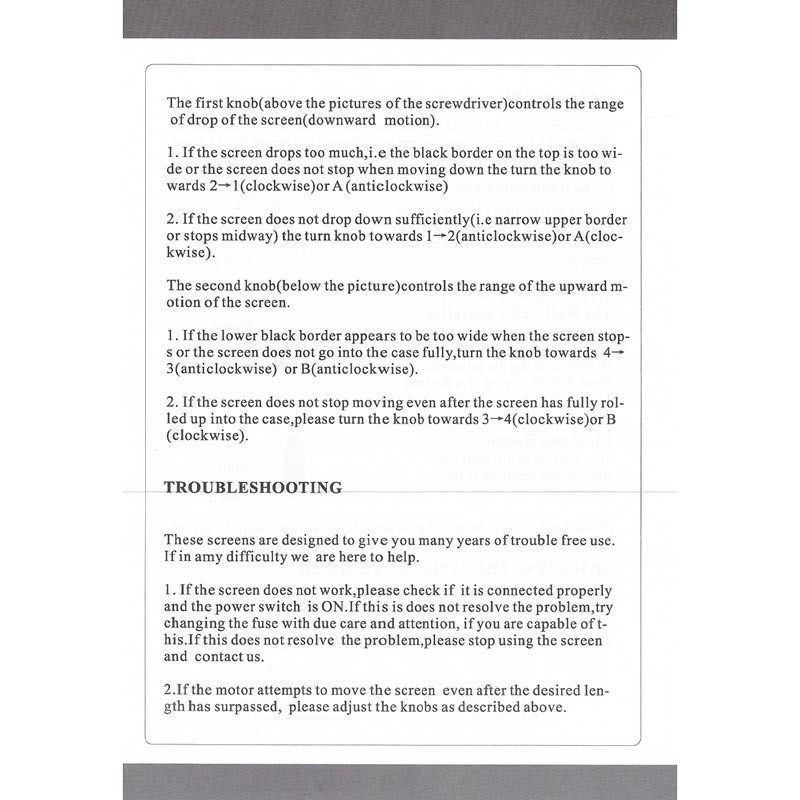 The first knob(above the pictures of the screwdriver)controls the range
of drop of the screen(downward motion).
1. If the screen drops too much,i.e the black border on the top is too wi-
de or the screen does not stop when moving down the turn the knob to
wards 2→1(clockwise)or A (anticlockwise)
2. If the screen does not drop down sufficiently(i.e narrow upper border
or stops midway) the turn knob towards 1→2(anticlockwise)or A(cloc-
kwise).
The second knob(below the picture)controls the range of the upward m-
otion of the screen.
1. If the lower black border appears to be too wide when the screen stop-
s or the screen does not go into the case fully,turn the knob towards 4→
3(anticlockwise) or B(anticlockwise).
2. If the screen does not stop moving even after the screen has fully rol-
led up into the case,please turn the knob towards 3→4(clockwise)or B
(clockwise).
TROUBLESHOOTING
These screens are designed to give you many years of trouble free use.
If in amy difficulty we are here to help.
1. If the screen does not work,please check if it is connected properly
and the power switch is ON.If this is does not resolve the problem,try
changing the fuse with due care and attention, if you are capable of t-
his.If this does not resolve the problem,please stop using the screen
and contact us.
2.If the motor attempts to move the screen even after the desired len-
gth has surpassed, please adjust the knobs as described above.